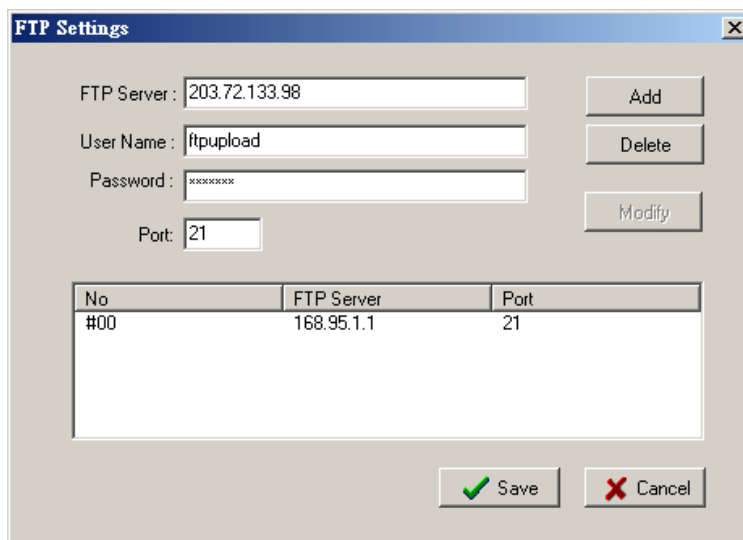 FTP Settings
FTP Server : 203.72.133.98
Add
User Name : ftpupload
Delete
Password : ×××××××
Modify
Port: 21
No FTP Server Port
#00 168.95.1.1 21
Save Cancel